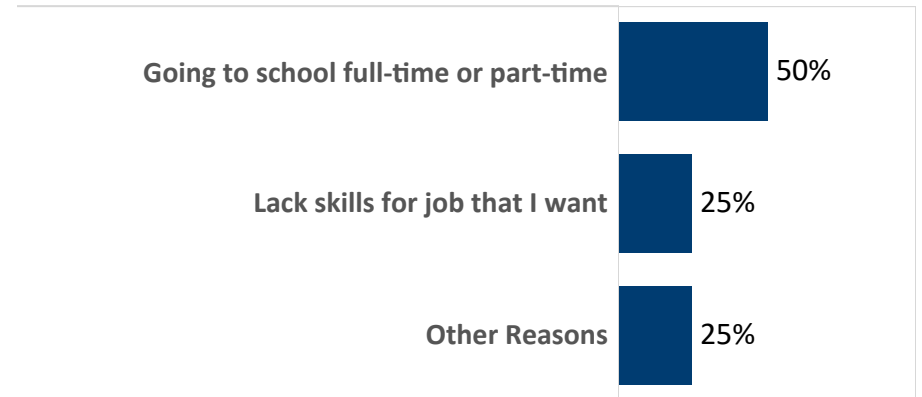 Going to school full-time or part-time 50%
Lack skills for job that I want 25%
Other Reasons 25%